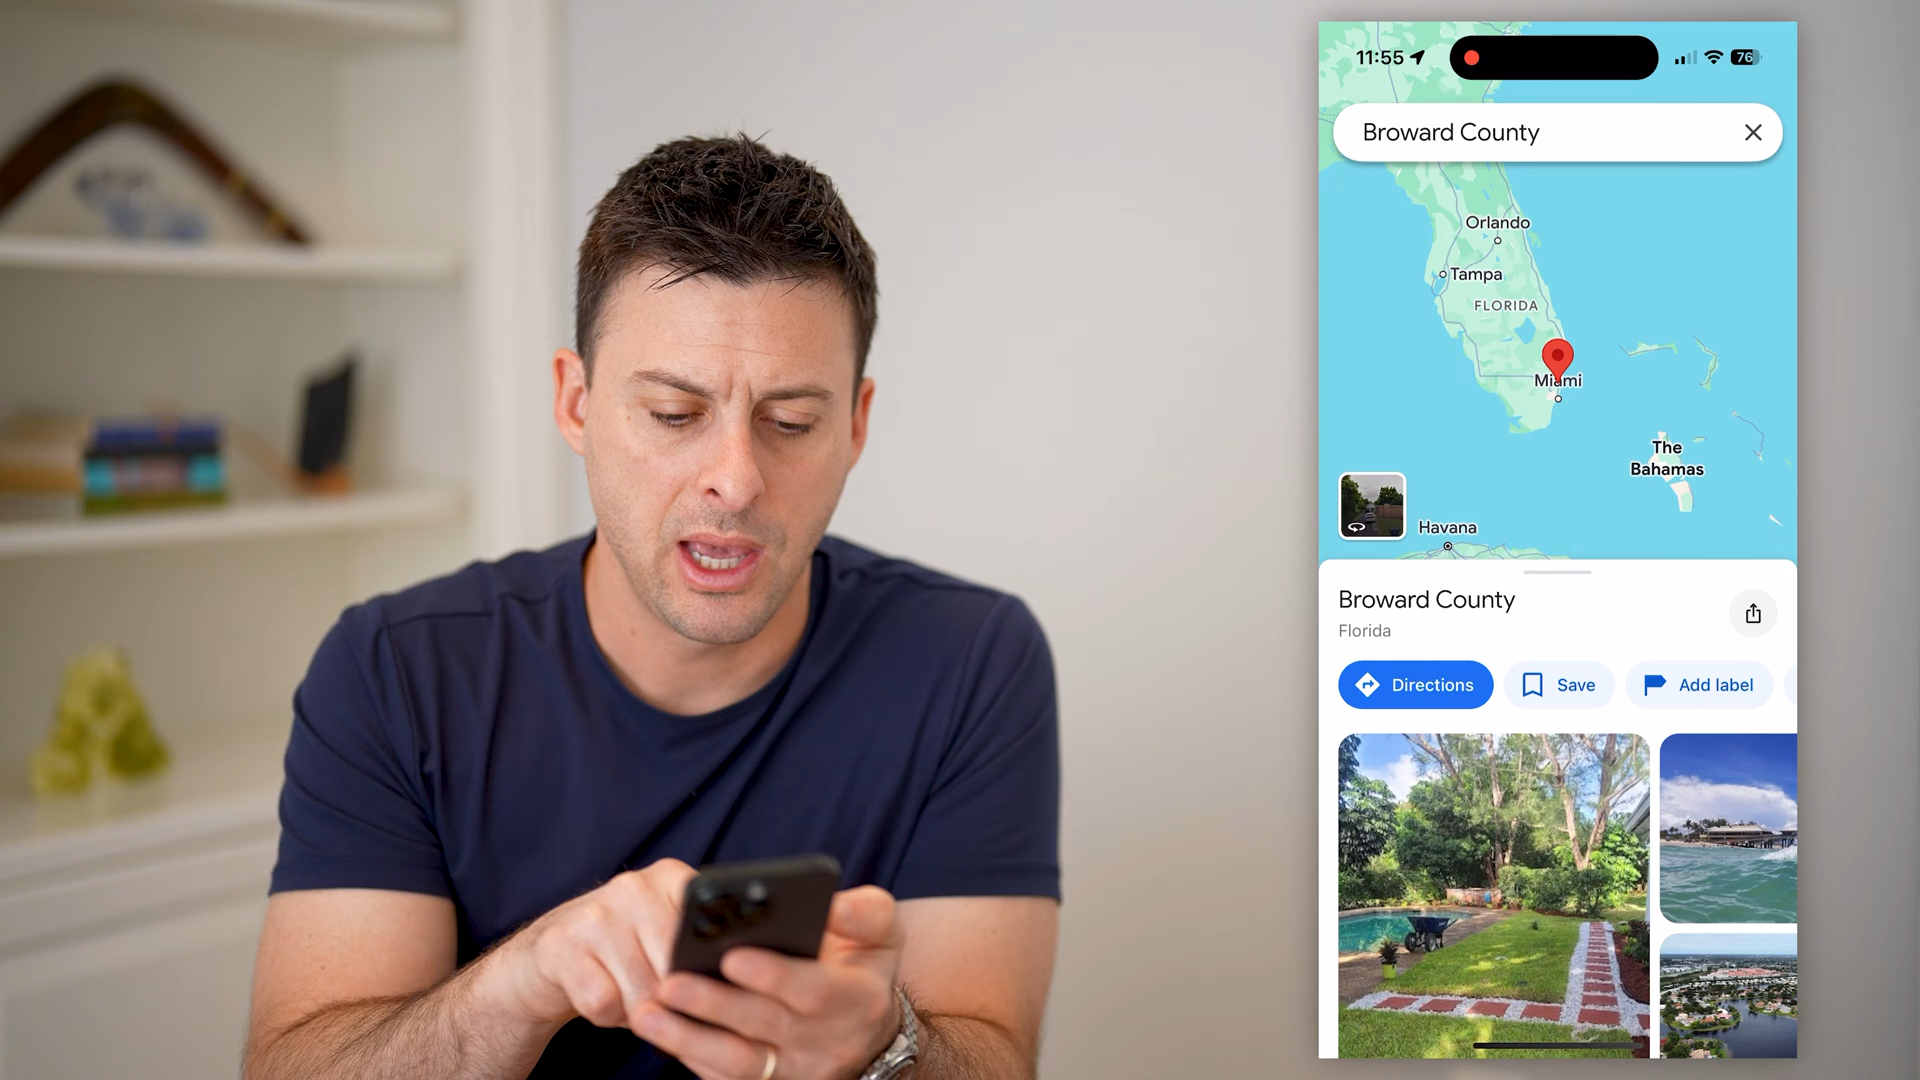 11:55
76
Broward County
Orlando
Tampa
FLORIDA
Miami
The
Bahamas
Havana
Broward County
Florida
Directions
Save
Add label